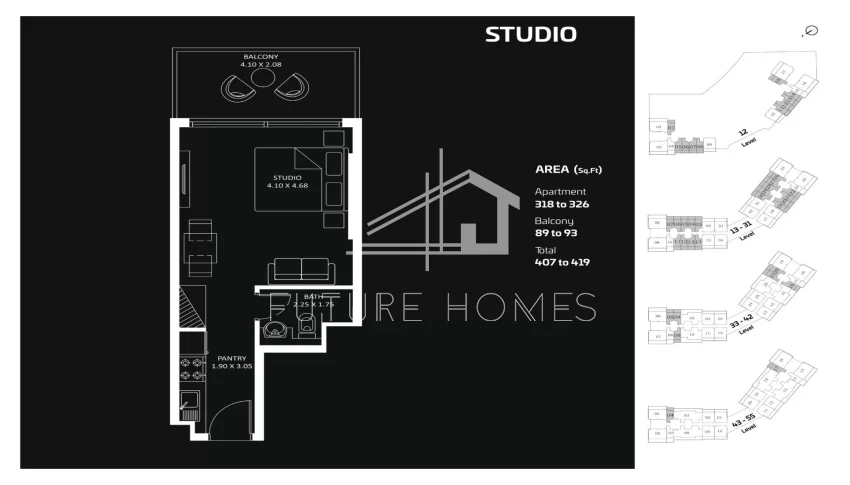 STUDIO
BALCONY
4.10 X 2.08
STUDIO
4.10 X 4.68
AREA (Sq.Ft)
Apartment
318 to 326
Balcony
89 to 93
Total
407 to 419
BATH
2.25 X 1.75
FUTURE HOMES
PANTRY
1.90 X 3.05
12
Level
13 - 31
Level
33 - 42
Level
43 - 55
Level